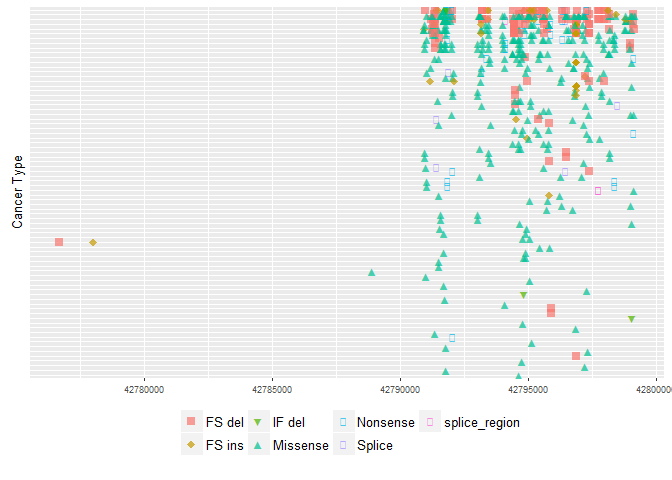 Cancer Type
42780000 42785000 42790000 42795000 42800000
FS del IF del Nonsense splice_region
FS ins Missense Splice